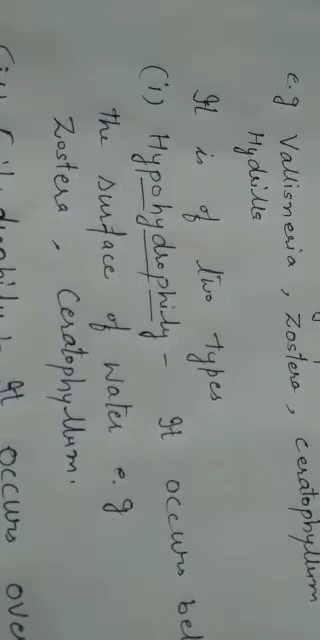 e.g Vallisneria, Zostera, ceratophyllum
Hydrilla
It is of two types
(i) Hypohydrophily - It occurs bel
the surface of water e.g
Zostera, Ceratophyllum.
It occurs over